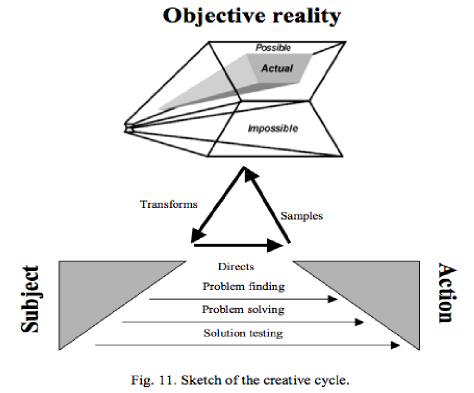 Objective reality
Possible
Actual
Impossible
Transforms
Samples
Directs
Problem finding
Problem solving
Solution testing
Subject
Action
Fig. 11. Sketch of the creative cycle.